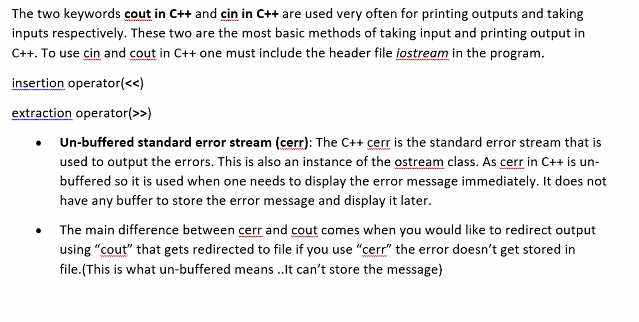 The two keywords cout in C++ and cin in C++ are used very often for printing outputs and taking
inputs respectively. These two are the most basic methods of taking input and printing output in
C++. To use cin and cout in C++ one must include the header file iostream in the program.
insertion operator(<<)
extraction operator(>>)
• Un-buffered standard error stream (cerr): The C++ cerr is the standard error stream that is
used to output the errors. This is also an instance of the ostream class. As cerr in C++ is un-
buffered so it is used when one needs to display the error message immediately. It does not
have any buffer to store the error message and display it later.
• The main difference between cerr and cout comes when you would like to redirect output
using “cout” that gets redirected to file if you use “cerr” the error doesn’t get stored in
file.(This is what un-buffered means ..It can’t store the message)